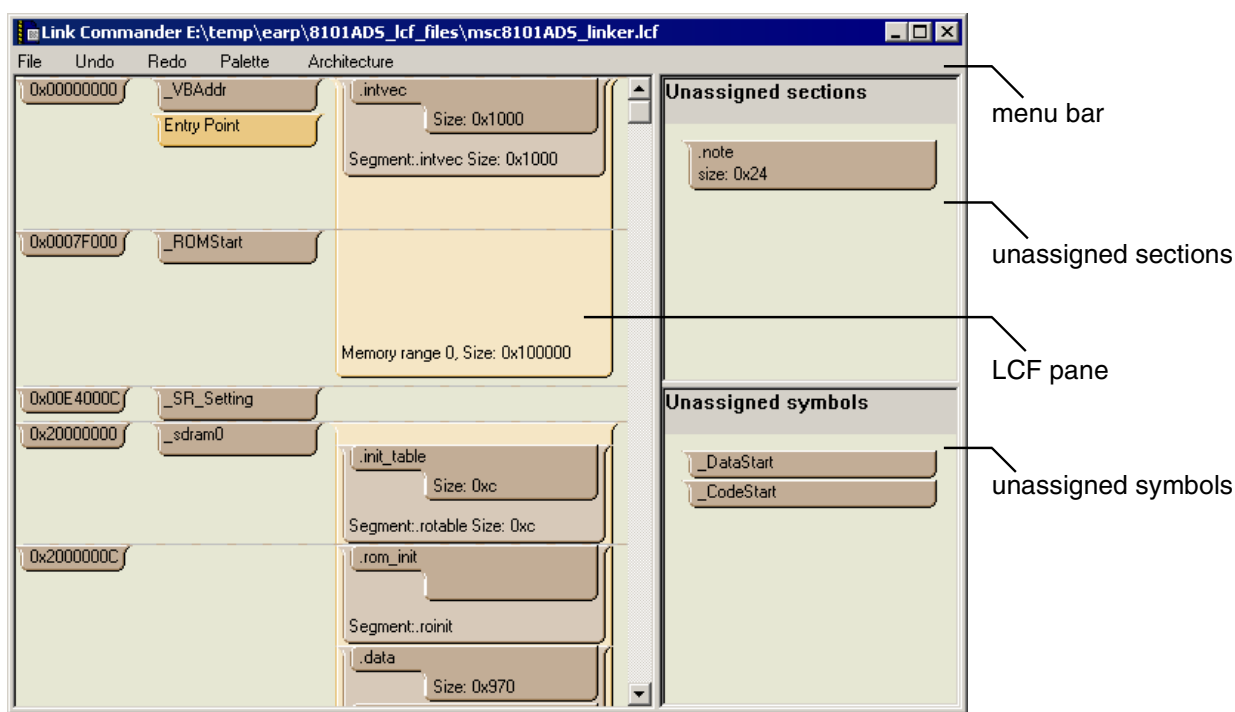 Link Commander E:\temp\earp\8101ADS_lcf_files\msc8101ADS_linker.lcf
File Undo Redo Palette Architecture
menu bar
0x00000000 _VBAddr .intvec
Entry Point Size: 0x1000
Segment:.intvec Size: 0x1000
0x0007F000 _ROMStart
Memory range 0, Size: 0x100000
0x00E4000C _SR_Setting
0x20000000 _sdram0
.init_table
Size: 0xc
Segment:.rotable Size: 0xc
0x2000000C .rom_init
Segment:.roinit
.data
Size: 0x970
Unassigned sections
.note
size: 0x24
unassigned sections
LCF pane
Unassigned symbols
_DataStart
_CodeStart
unassigned symbols